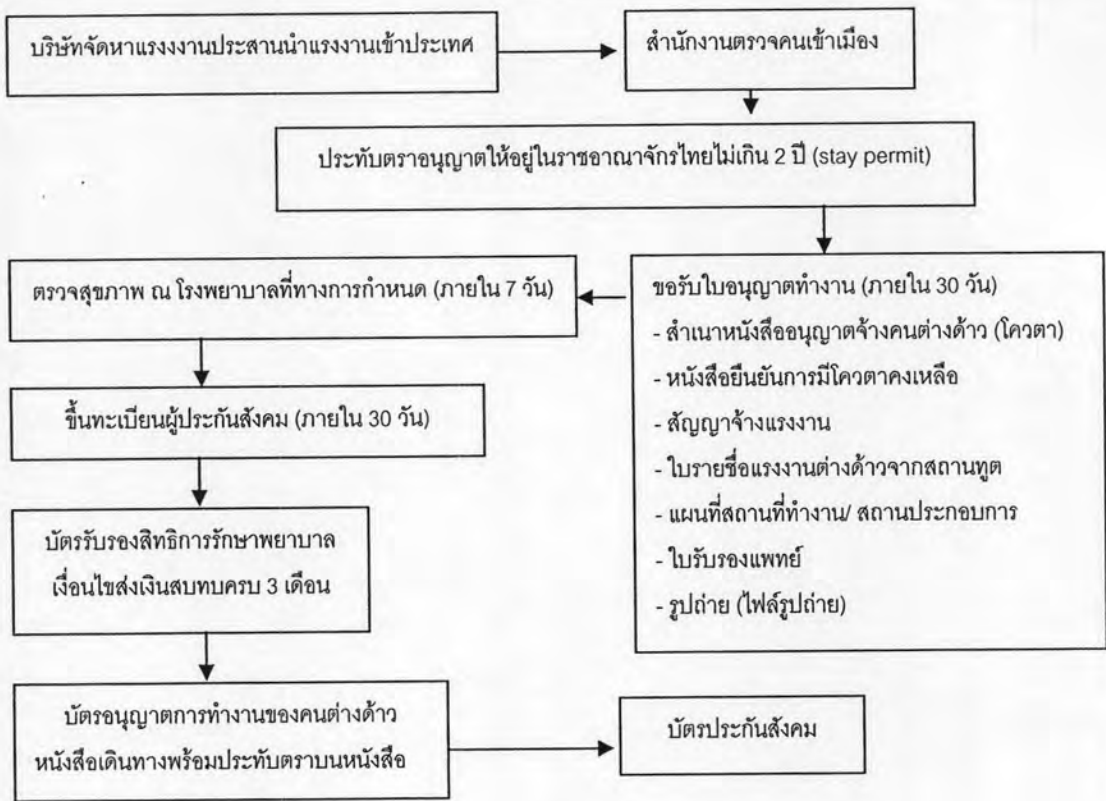 บริษัทจัดหาแรงงงานประสานนำแรงงานเข้าประเทศ
สำนักงานตรวจคนเข้าเมือง
ประทับตราอนุญาตให้อยู่ในราชอาณาจักรไทยไม่เกิน 2 ปี (stay permit)
ขอรับใบอนุญาตทำงาน (ภายใน 30 วัน)
- สำเนาหนังสืออนุญาตจ้างคนต่างด้าว (โควตา)
- หนังสือยืนยันการมีโควตาคงเหลือ
- สัญญาจ้างแรงงาน
- ใบรายชื่อแรงงานต่างด้าวจากสถานทูต
- แผนที่สถานที่ทำงาน/ สถานประกอบการ
- ใบรับรองแพทย์
- รูปถ่าย (ไฟล์รูปถ่าย)
ตรวจสุขภาพ ณ โรงพยาบาลที่ทางการกำหนด (ภายใน 7 วัน)
ขึ้นทะเบียนผู้ประกันสังคม (ภายใน 30 วัน)
บัตรรับรองสิทธิการรักษาพยาบาล
เงื่อนไขส่งเงินสบทบครบ 3 เดือน
บัตรอนุญาตการทำงานของคนต่างด้าว
หนังสือเดินทางพร้อมประทับตราบนหนังสือ
บัตรประกันสังคม